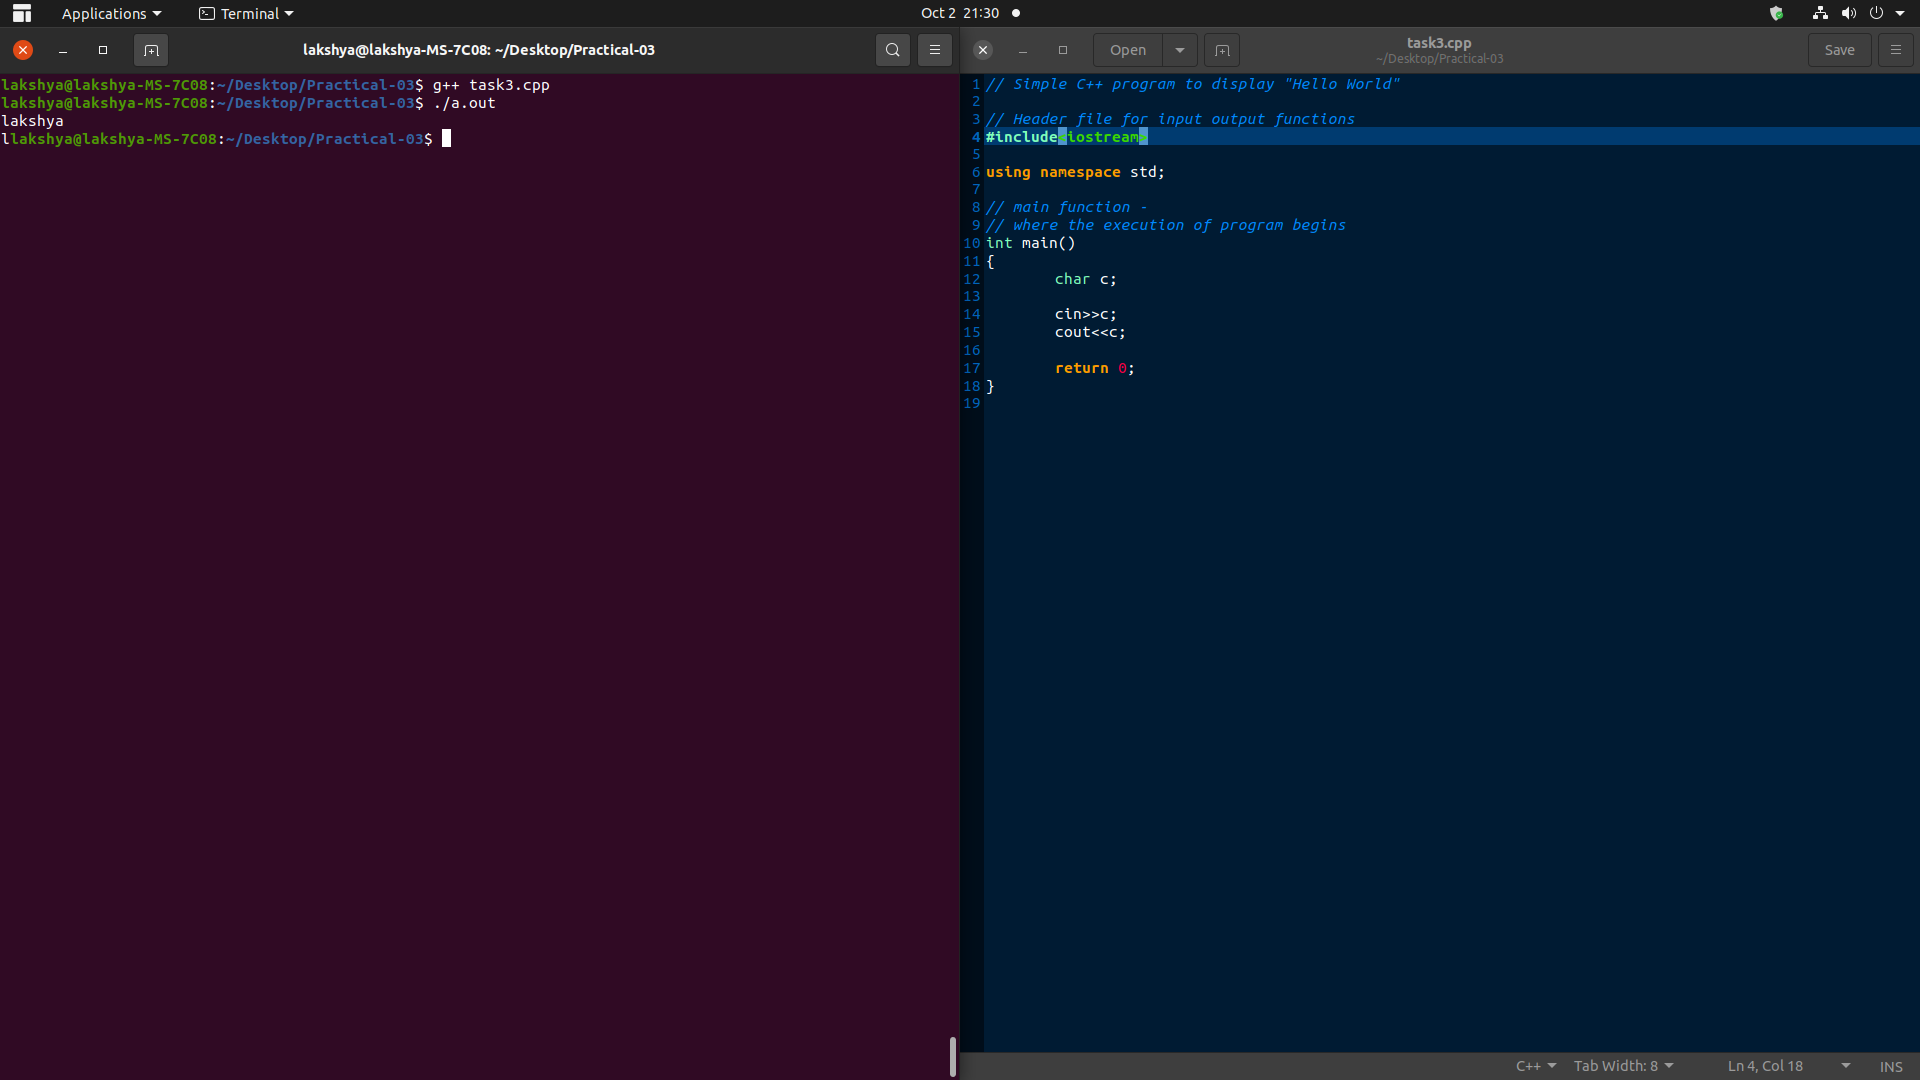 Applications
Terminal
Oct 2 21:30
lakshya@lakshya-MS-7C08: ~/Desktop/Practical-03
lakshya@lakshya-MS-7C08:~/Desktop/Practical-03$ g++ task3.cpp
lakshya@lakshya-MS-7C08:~/Desktop/Practical-03$ ./a.out
lakshya
llakshya@lakshya-MS-7C08:~/Desktop/Practical-03$
Open
task3.cpp
~/Desktop/Practical-03
Save
1 // Simple C++ program to display "Hello World"
2
3 // Header file for input output functions
4 #include<iostream>
5
6 using namespace std;
7
8 // main function -
9 // where the execution of program begins
10 int main()
11 {
12 char c;
13
14 cin>>c;
15 cout<<c;
16
17 return 0;
18 }
19
C++
Tab Width: 8
Ln 4, Col 18
INS